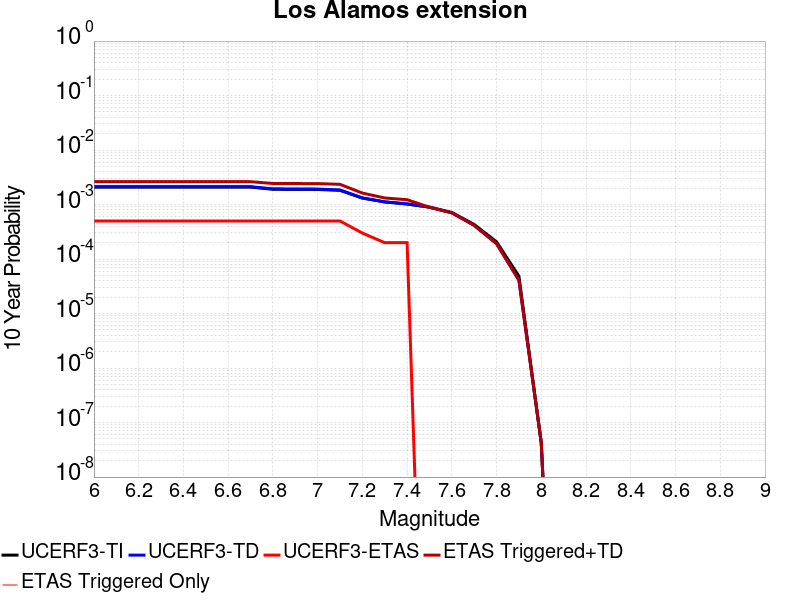 Los Alamos extension
10^0
10^-1
10^-2
10^-3
10^-4
10^-5
10^-6
10^-7
10^-8
10 Year Probability
6 6.2 6.4 6.6 6.8 7 7.2 7.4 7.6 7.8 8 8.2 8.4 8.6 8.8 9
Magnitude
UCERF3-TI UCERF3-TD UCERF3-ETAS ETAS Triggered+TD
ETAS Triggered Only